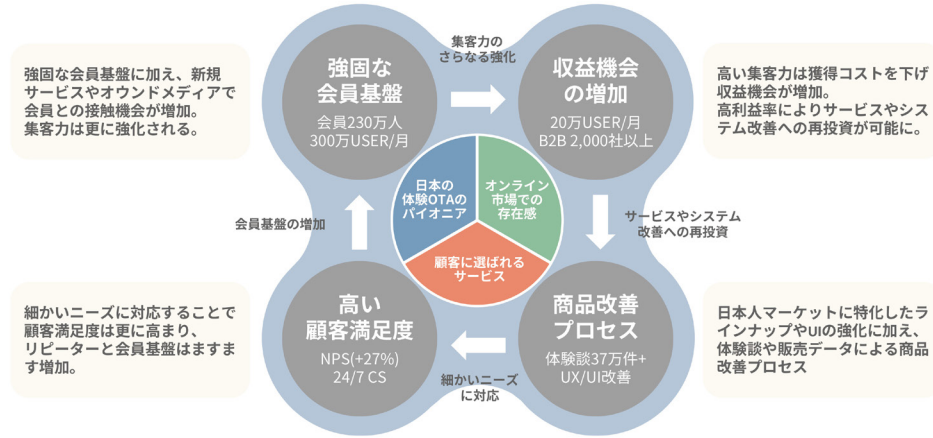 強固な会員基盤に加え、新規
サービスやオウンドメディアで
会員との接触機会が増加。
集客力は更に強化される。
強固な
会員基盤
会員230万人
300万USER/月
集客力の
さらなる強化
収益機会
の増加
20万USER/月
B2B 2,000社以上
高い集客力は獲得コストを下げ
収益機会が増加。
高利益率によりサービスやシス
テム改善への再投資が可能に。
日本の
体験OTAの
パイオニア
オンライン
市場での
存在感
顧客に選ばれる
サービス
会員基盤の増加
サービスやシステム
改善への再投資
細かいニーズに対応することで
顧客満足度は更に高まり、
リピーターと会員基盤はますま
す増加。
高い
顧客満足度
NPS(+27%)
24/7 CS
細かいニーズ
に対応
商品改善
プロセス
体験談37万件+
UX/UI改善
日本人マーケットに特化したラ
インナップやUIの強化に加え、
体験談や販売データによる商品
改善プロセス